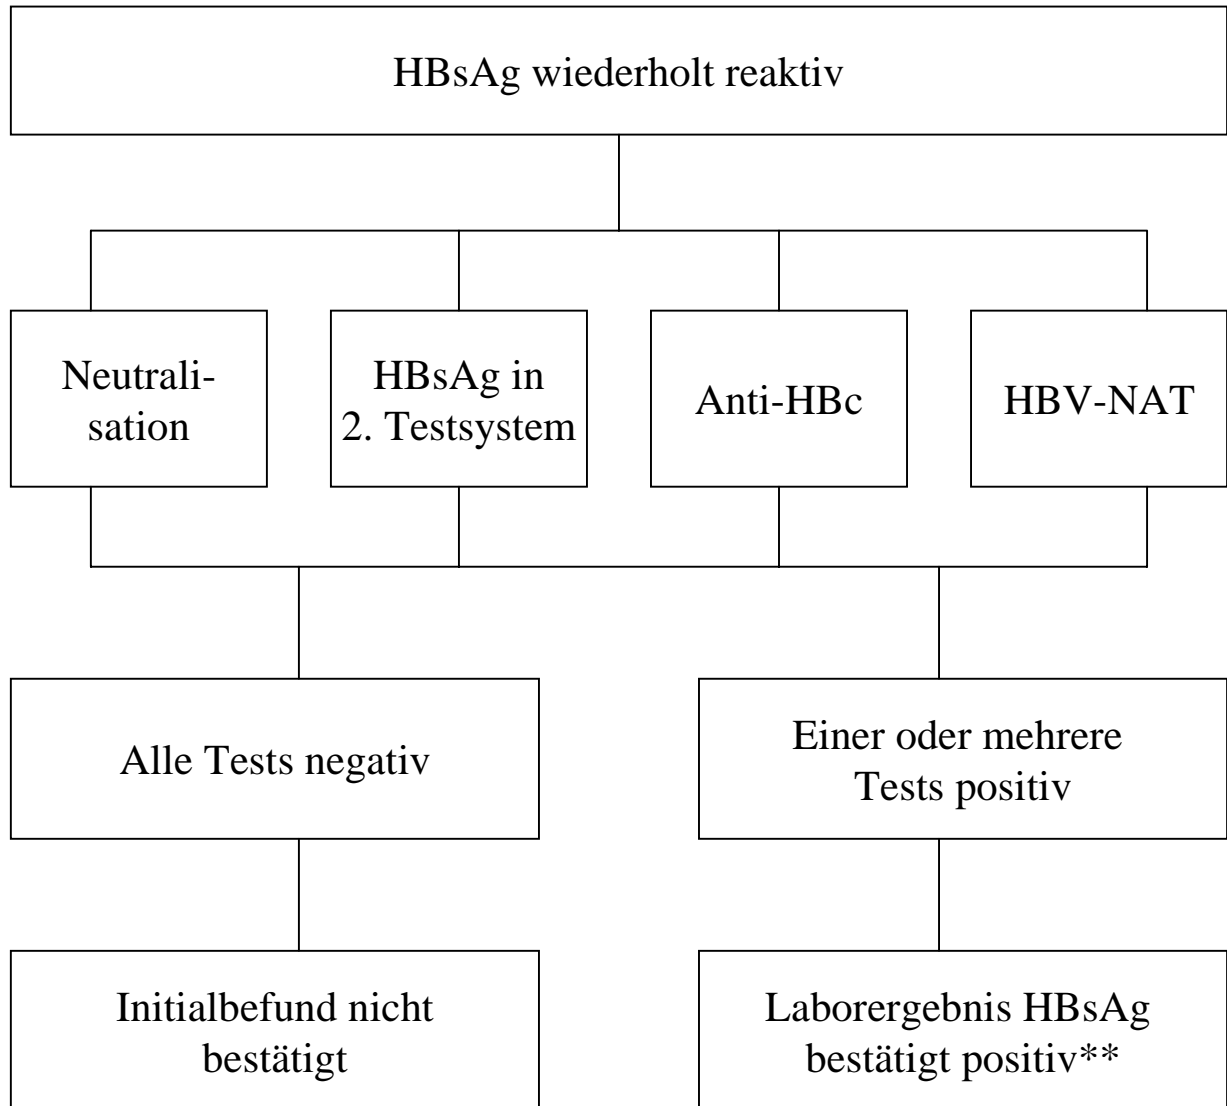 HBsAg wiederholt reaktiv
Neutrali-
sation
HBsAg in
2. Testsystem
Anti-HBc
HBV-NAT
Alle Tests negativ
Einer oder mehrere
Tests positiv
Initialbefund nicht
bestätigt
Laborergebnis HBsAg
bestätigt positiv**